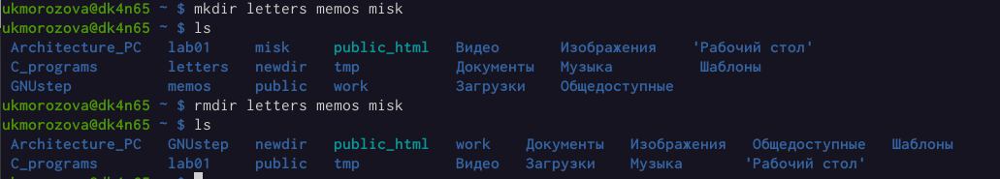 ukmorozova@dk4n65 ~ $ mkdir letters memos misk
ukmorozova@dk4n65 ~ $ ls
Architecture_PC lab01 misk public_html Видео Изображения 'Рабочий стол'
C_programs letters newdir tmp Документы Музыка Шаблоны
GNUstep memos public work Загрузки Общедоступные
ukmorozova@dk4n65 ~ $ rmdir letters memos misk
ukmorozova@dk4n65 ~ $ ls
Architecture_PC GNUstep newdir public_html work Документы Изображения Общедоступные Шаблоны
C_programs lab01 public tmp Видео Загрузки Музыка 'Рабочий стол'
ukmorozova@dk4n65 ~ $